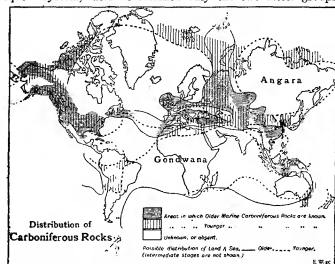 Angara
Gondwana
Distribution of
Carboniferous Rocks
Areas in which Older Marine Carboniferous Rocks are known.
" " " Younger " " " "
Unknown, or absent.
Possible distribution of Land & Sea, Older, Younger.
(intermediate stages are not shown.)